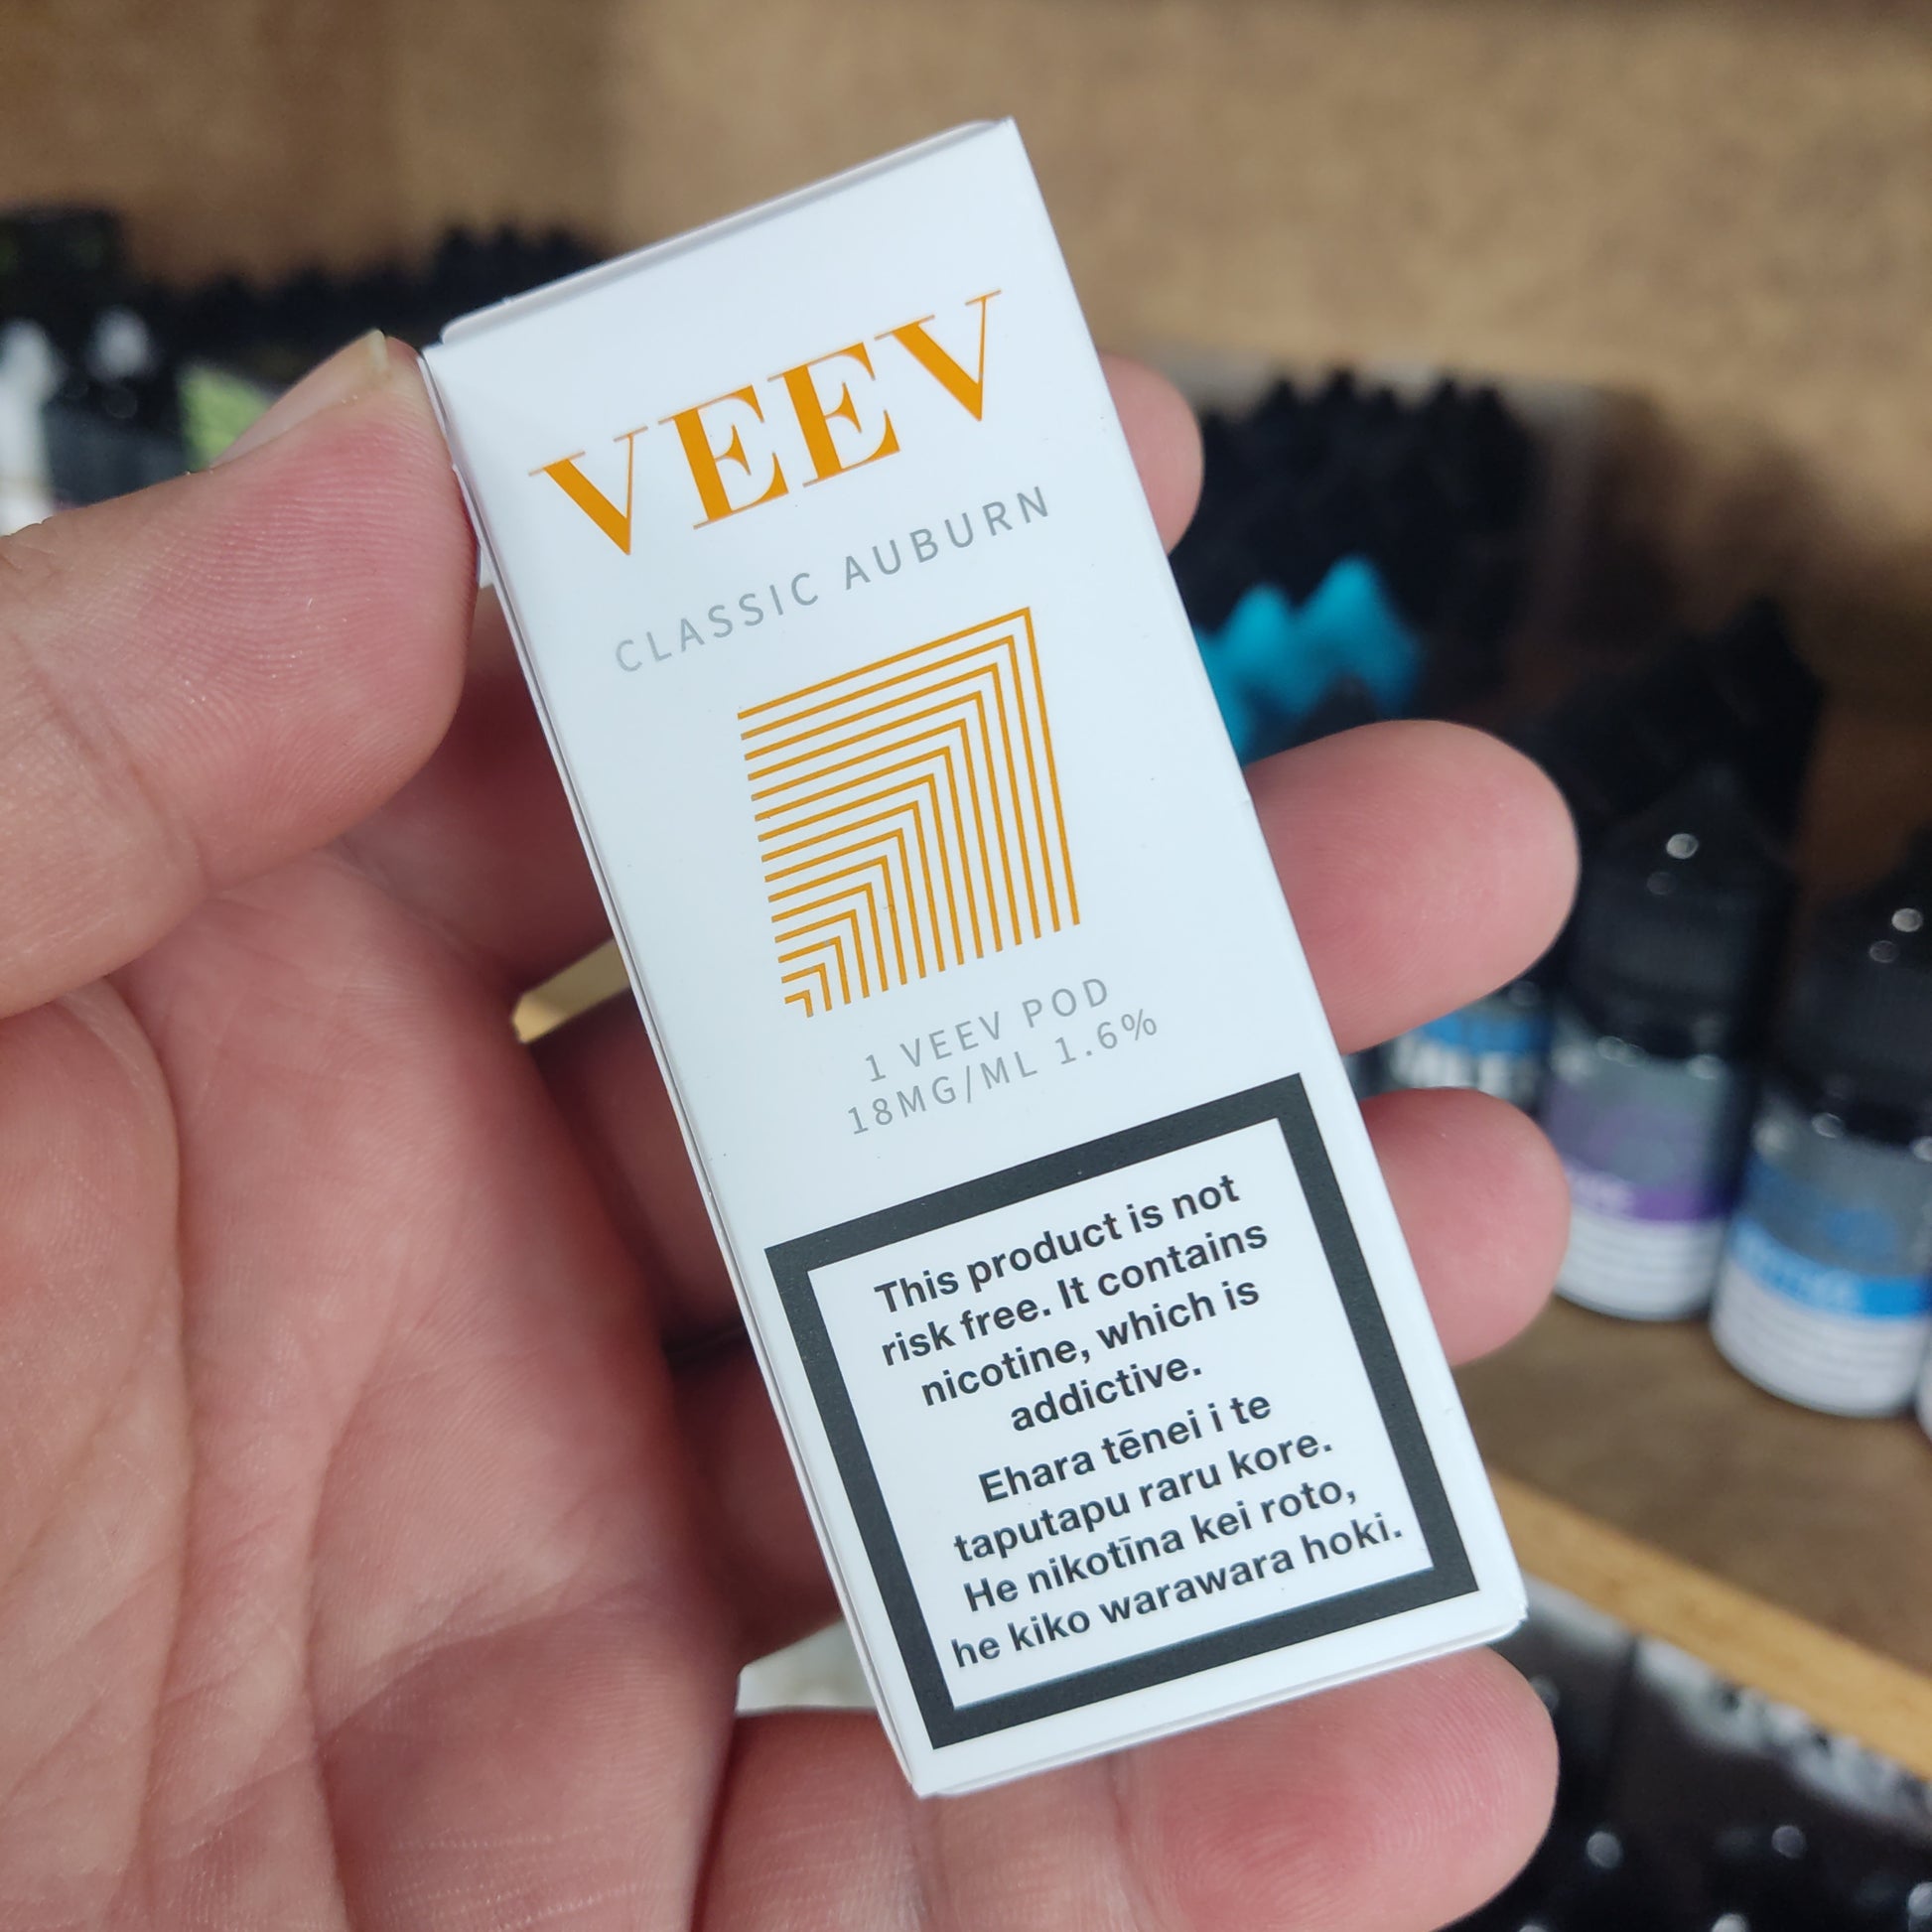 VEEV
CLASSIC AUBURN
1 VEEV POD
18MG/ML 1.6%
This product is not
risk free. It contains
nicotine, which is
addictive.
Ehara tēnei i te
taputapu raru kore.
He nikotīna kei roto,
he kiko warawara hoki.